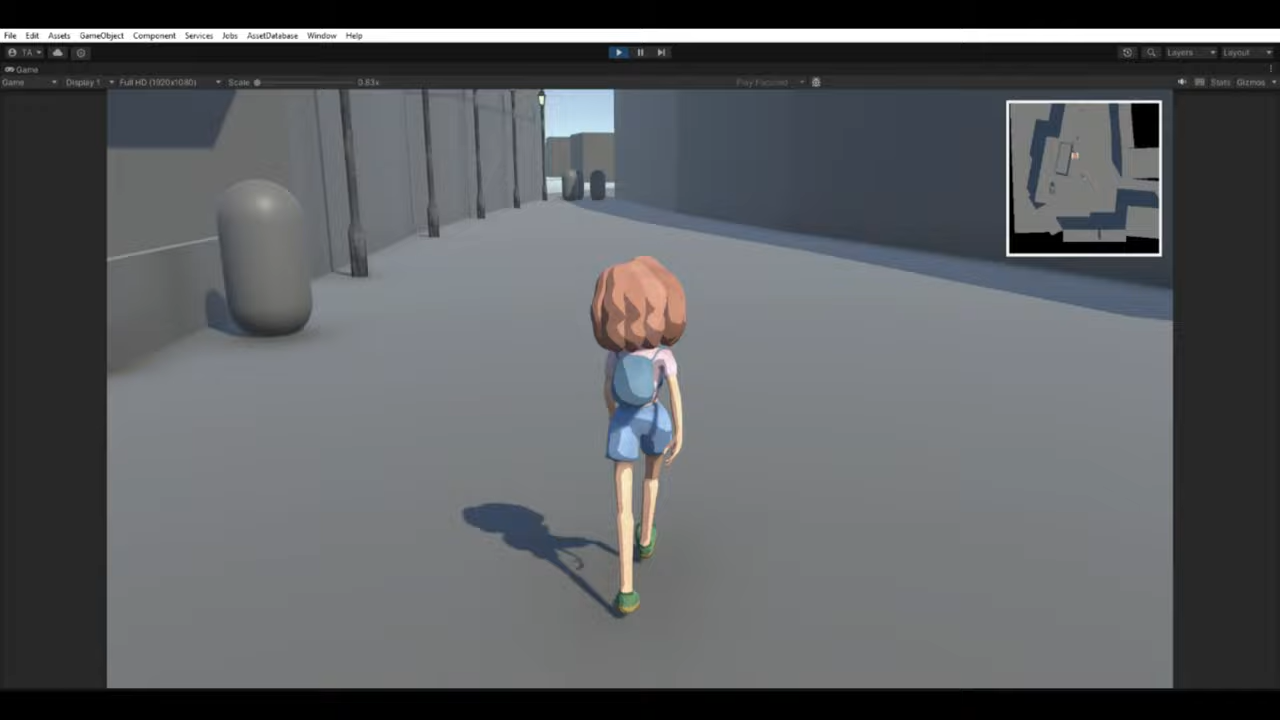 File Edit Assets GameObject Component Services Jobs AssetDatabase Window Help
TA Layers Layout
Game
Game Display 1 Full HD (1920x1080) Scale 0.83x Play Focused Stats Gizmos